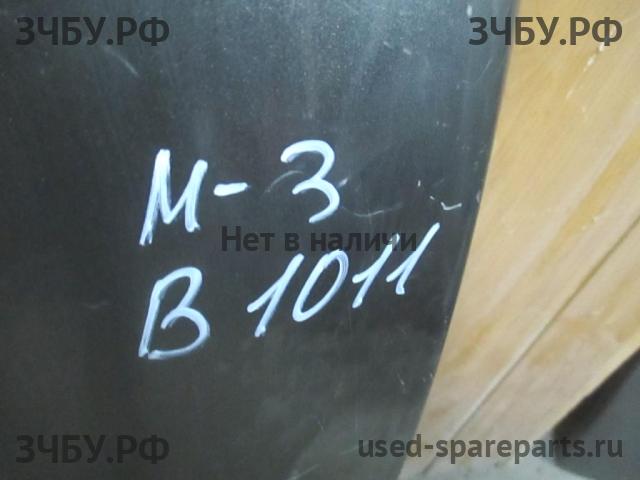 ЗЧБУ.РФ ЗЧБУ.РФ
М-3
Нет в наличи
В 1011
ЗЧБУ.РФ used-spareparts.ru